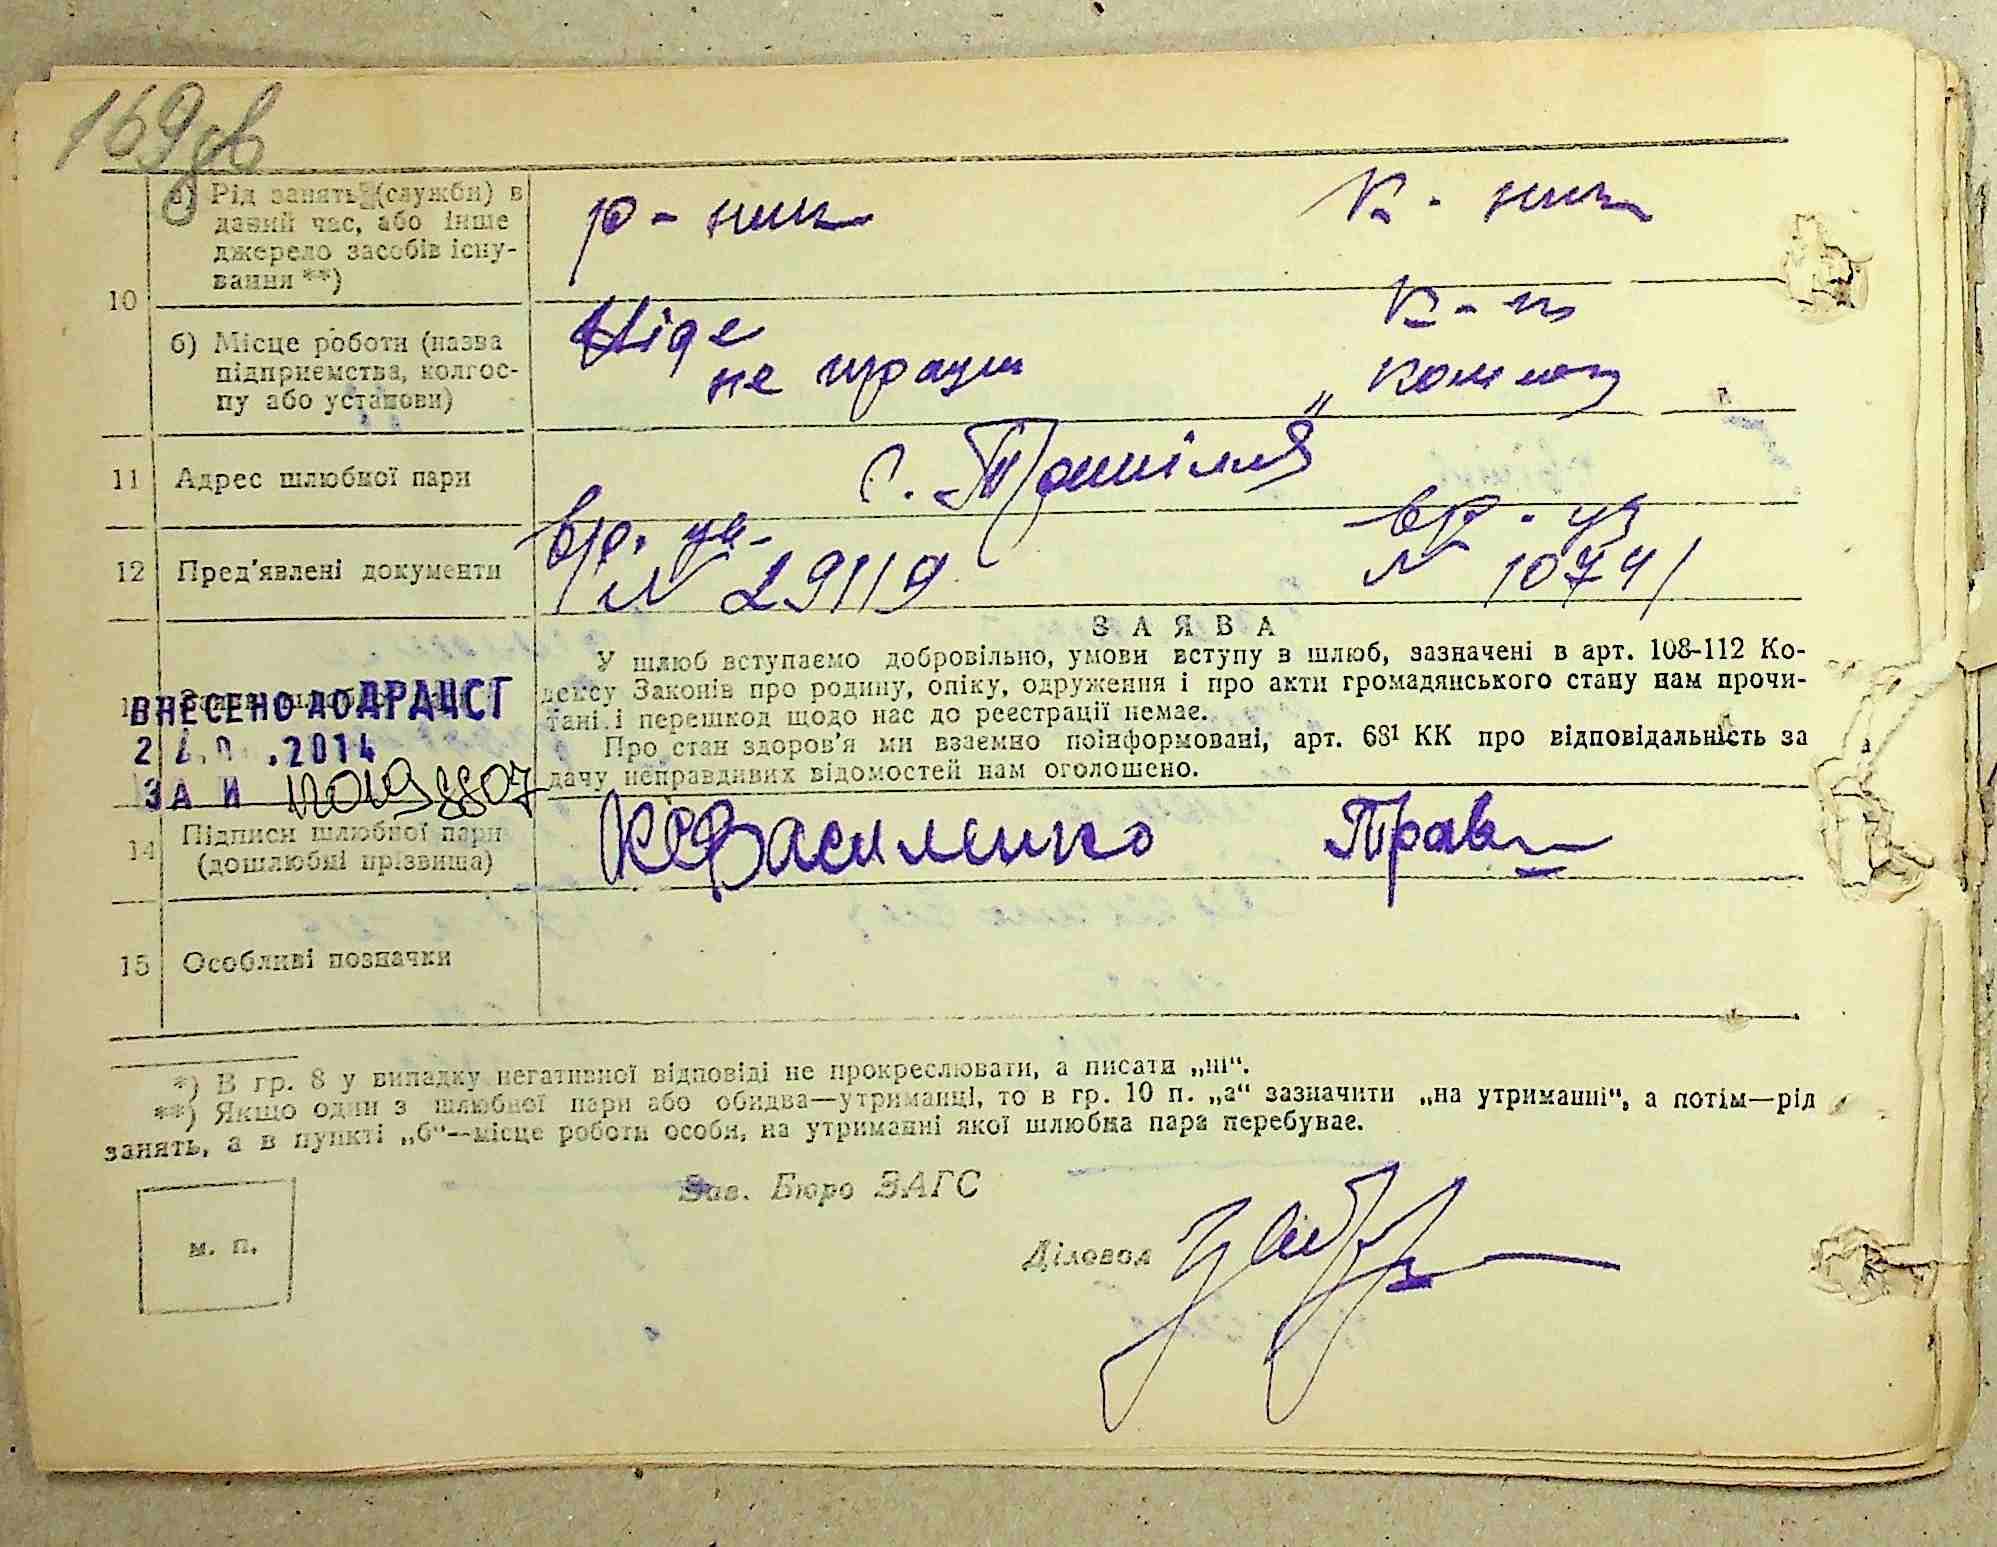 169зв
а) Рід занять (служби) в
даний час, або інше
джерело засобів існу-
вання **)
р-ник
к-ник
10
б) Місце роботи (назва
підприємства, колгос-
пу або установи)
Ніде
не працює
к-п
11 Адрес шлюбної пари
с.
12 Пред'явлені документи
вр. уд.
N 29119
вр. уд
N 10741
ЗАЯВА
У шлюб вступаємо добровільно, умови вступу в шлюб, зазначені в арт. 108-112 Ко-
дексу Законів про родину, опіку, одруження і про акти громадянського стану нам прочи-
тані і перешкод щодо нас до реєстрації немає.
Про стан здоров'я ми взаємно поінформовані, арт. 68¹ КК про відповідальність за
дачу неправдивих відомостей нам оголошено.
ВНЕСЕНО ДО ДРАЦСГ
.2014
ЗА И
14 Підписи шлюбної пари
(дошлюбні прізвища)
Василенко
15 Особливі позначки
*) В гр. 8 у випадку негативної відповіді не прокреслювати, а писати „ні“.
**) Якщо один з шлюбної пари або обидва—утриманці, то в гр. 10 п. „а“ зазначити „на утриманні“, а потім—рід
занять, а в пункті „б“—місце роботи особи, на утриманні якої шлюбна пара перебуває.
Зав. Бюро ЗАГС
м. п.
Діловод